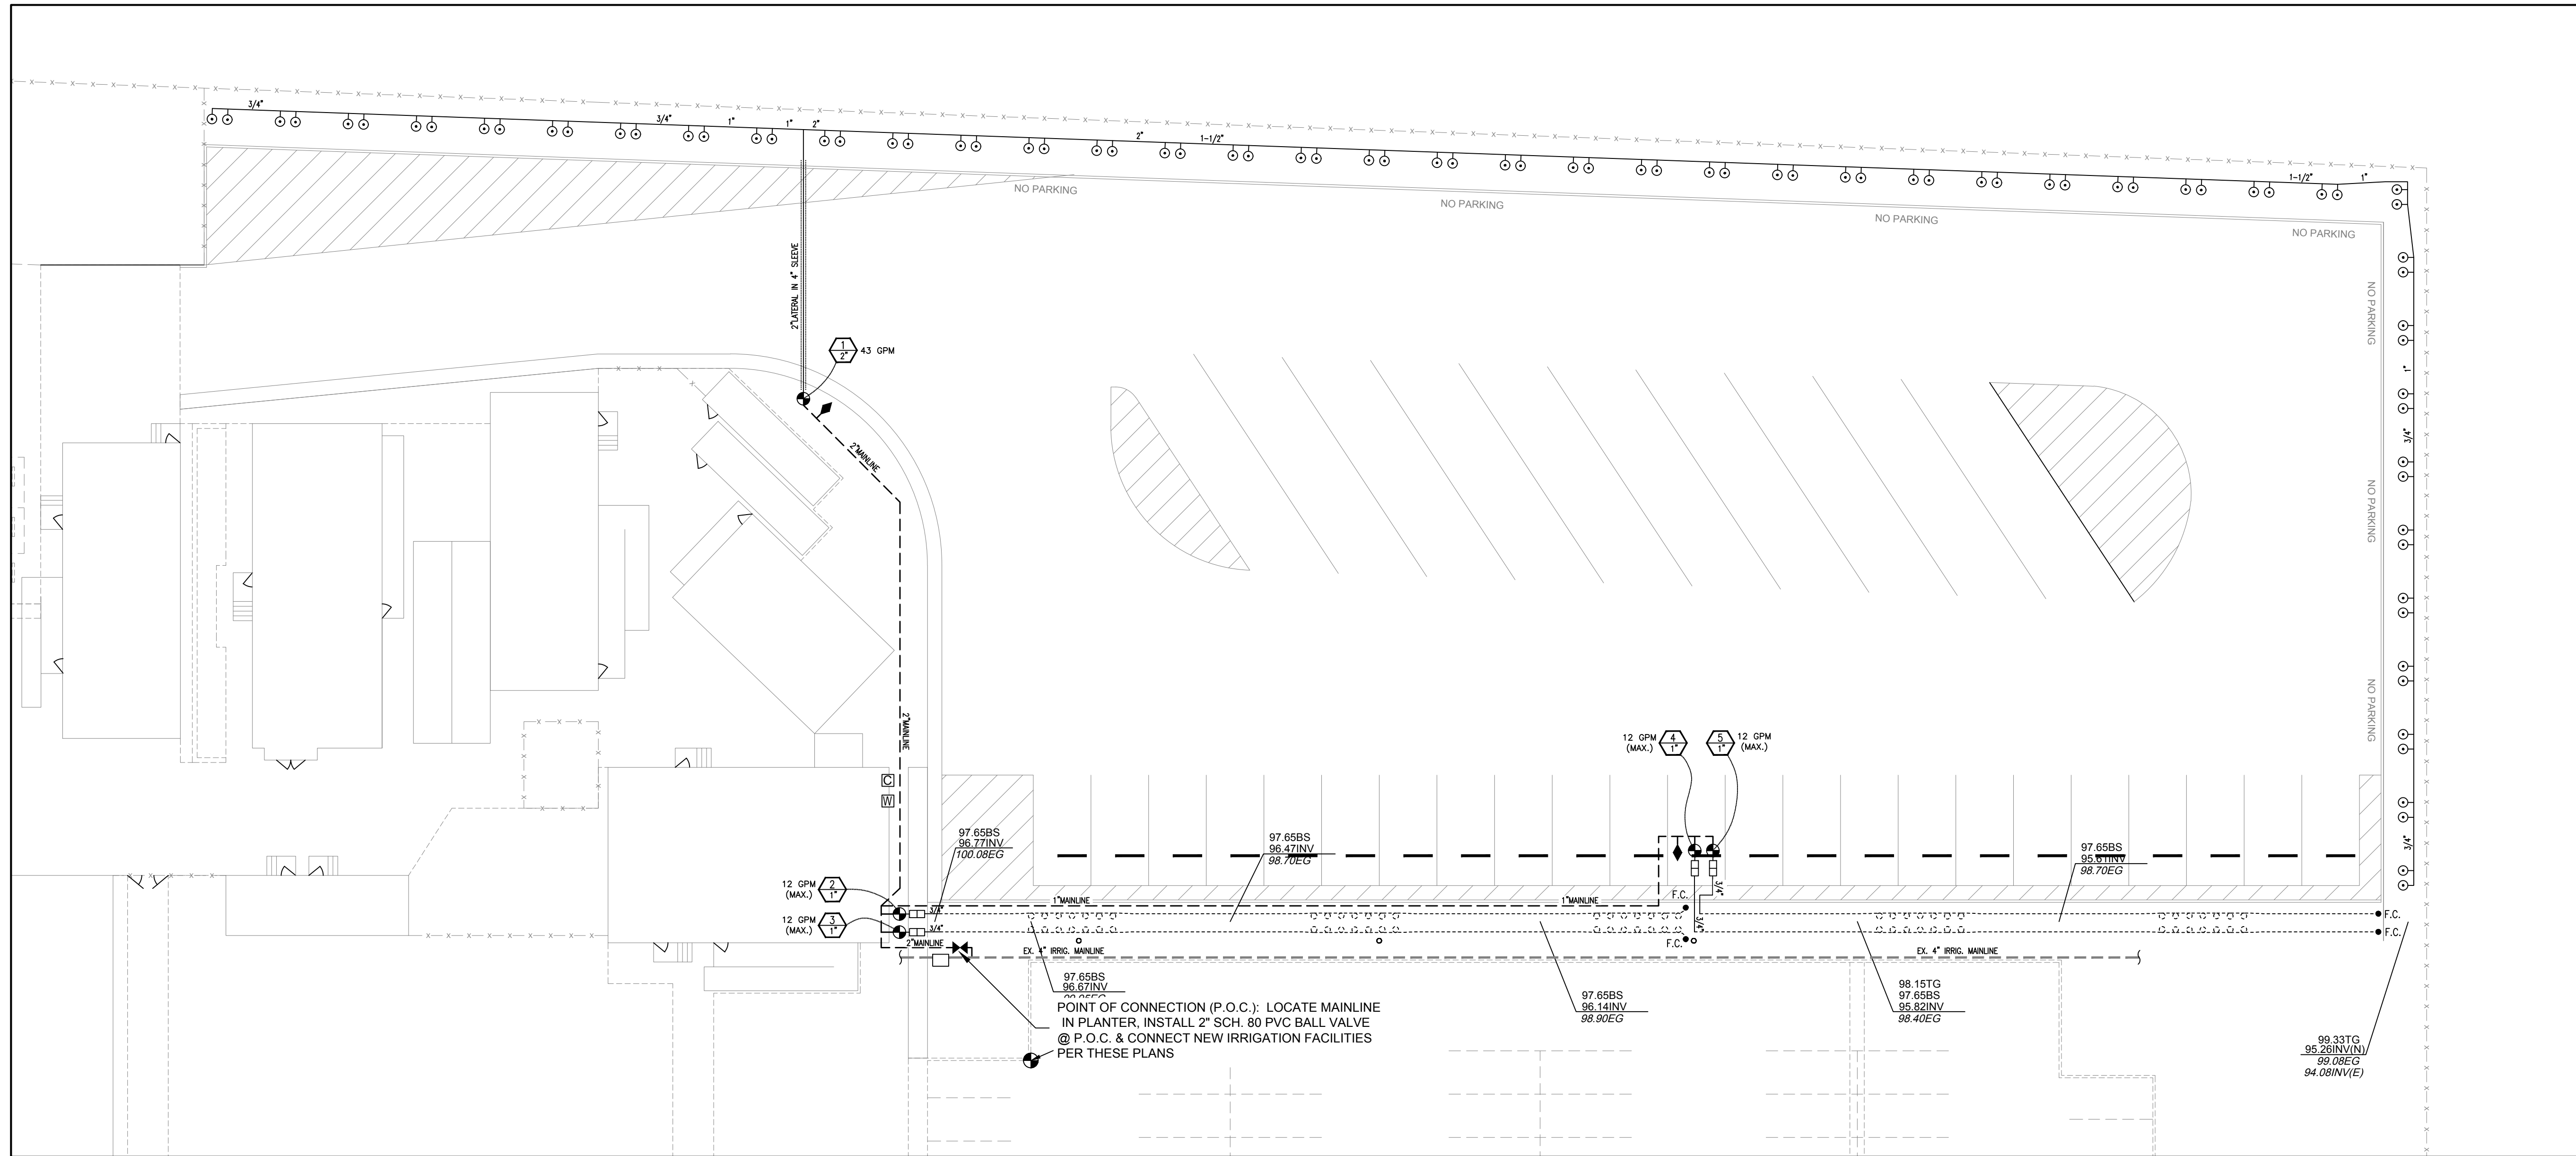 3/4"
3/4"
1"
1"
2"
2"
1-1/2"
1-1/2"
1"
NO PARKING
NO PARKING
NO PARKING
NO PARKING
2"LATERAL IN 4" SLEEVE
1
2"
43 GPM
NO PARKING
1"
3/4"
2"MAINLINE
NO PARKING
NO PARKING
2"MAINLINE
12 GPM
(MAX.)
4
1"
5
1"
12 GPM
(MAX.)
C
W
97.65BS
96.77INV
100.08EG
97.65BS
96.47INV
98.70EG
97.65BS
95.61INV
98.70EG
3/4"
12 GPM
(MAX.)
2
1"
12 GPM
(MAX.)
3
1"
3/4"
3/4"
1"MAINLINE
1"MAINLINE
F.C.
3/4"
3/4"
F.C.
F.C.
F.C.
2"MAINLINE
EX. 4" IRRIG. MAINLINE
EX. 4" IRRIG. MAINLINE
97.65BS
96.67INV
POINT OF CONNECTION (P.O.C.): LOCATE MAINLINE
IN PLANTER, INSTALL 2" SCH. 80 PVC BALL VALVE
@ P.O.C. & CONNECT NEW IRRIGATION FACILITIES
PER THESE PLANS
97.65BS
96.14INV
98.90EG
98.15TG
97.65BS
95.82INV
98.40EG
99.33TG
95.26INV(N)
99.08EG
94.08INV(E)